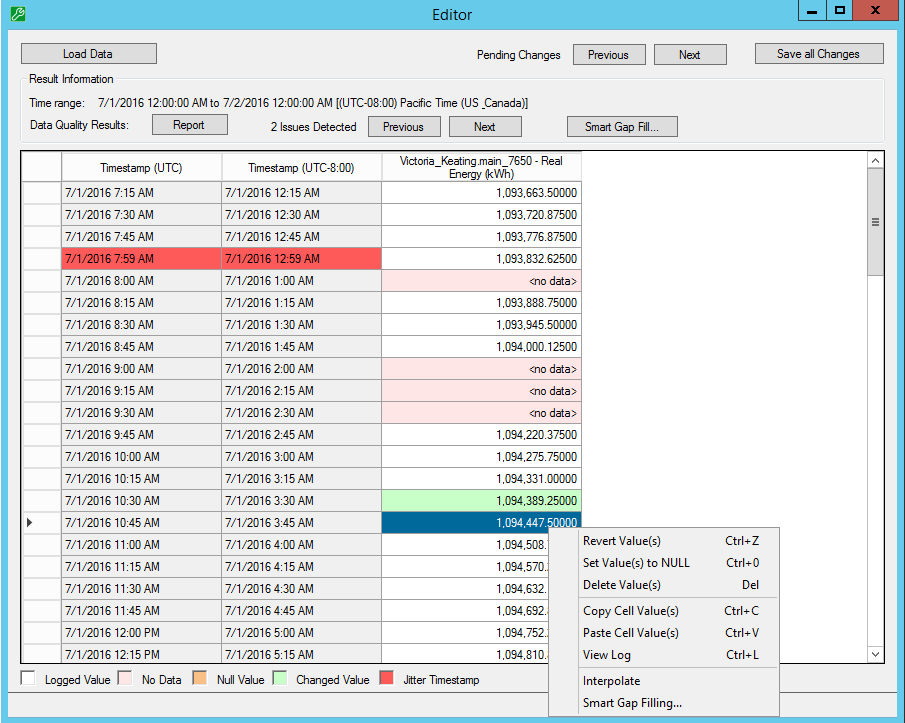 Editor
Load Data
Pending Changes Previous Next Save all Changes
Result Information
Time range: 7/1/2016 12:00:00 AM to 7/2/2016 12:00:00 AM [(UTC-08:00) Pacific Time (US_Canada)]
Data Quality Results: Report 2 Issues Detected Previous Next Smart Gap Fill...
Timestamp (UTC) Timestamp (UTC-8:00) Victoria_Keating.main_7650 - Real
Energy (kWh)
7/1/2016 7:15 AM 7/1/2016 12:15 AM 1,093,663.50000
7/1/2016 7:30 AM 7/1/2016 12:30 AM 1,093,720.87500
7/1/2016 7:45 AM 7/1/2016 12:45 AM 1,093,776.87500
7/1/2016 7:59 AM 7/1/2016 12:59 AM 1,093,832.62500
7/1/2016 8:00 AM 7/1/2016 1:00 AM <no data>
7/1/2016 8:15 AM 7/1/2016 1:15 AM 1,093,888.75000
7/1/2016 8:30 AM 7/1/2016 1:30 AM 1,093,945.50000
7/1/2016 8:45 AM 7/1/2016 1:45 AM 1,094,000.12500
7/1/2016 9:00 AM 7/1/2016 2:00 AM <no data>
7/1/2016 9:15 AM 7/1/2016 2:15 AM <no data>
7/1/2016 9:30 AM 7/1/2016 2:30 AM <no data>
7/1/2016 9:45 AM 7/1/2016 2:45 AM 1,094,220.37500
7/1/2016 10:00 AM 7/1/2016 3:00 AM 1,094,275.75000
7/1/2016 10:15 AM 7/1/2016 3:15 AM 1,094,331.00000
7/1/2016 10:30 AM 7/1/2016 3:30 AM 1,094,389.25000
7/1/2016 10:45 AM 7/1/2016 3:45 AM 1,094,447.50000
7/1/2016 11:00 AM 7/1/2016 4:00 AM 1,094,508.
7/1/2016 11:15 AM 7/1/2016 4:15 AM 1,094,570.
7/1/2016 11:30 AM 7/1/2016 4:30 AM 1,094,632.
7/1/2016 11:45 AM 7/1/2016 4:45 AM 1,094,692.
7/1/2016 12:00 PM 7/1/2016 5:00 AM 1,094,752.
7/1/2016 12:15 PM 7/1/2016 5:15 AM 1,094,810.
Revert Value(s) Ctrl+Z
Set Value(s) to NULL Ctrl+0
Delete Value(s) Del
Copy Cell Value(s) Ctrl+C
Paste Cell Value(s) Ctrl+V
View Log Ctrl+L
Interpolate
Smart Gap Filling...
Logged Value No Data Null Value Changed Value Jitter Timestamp